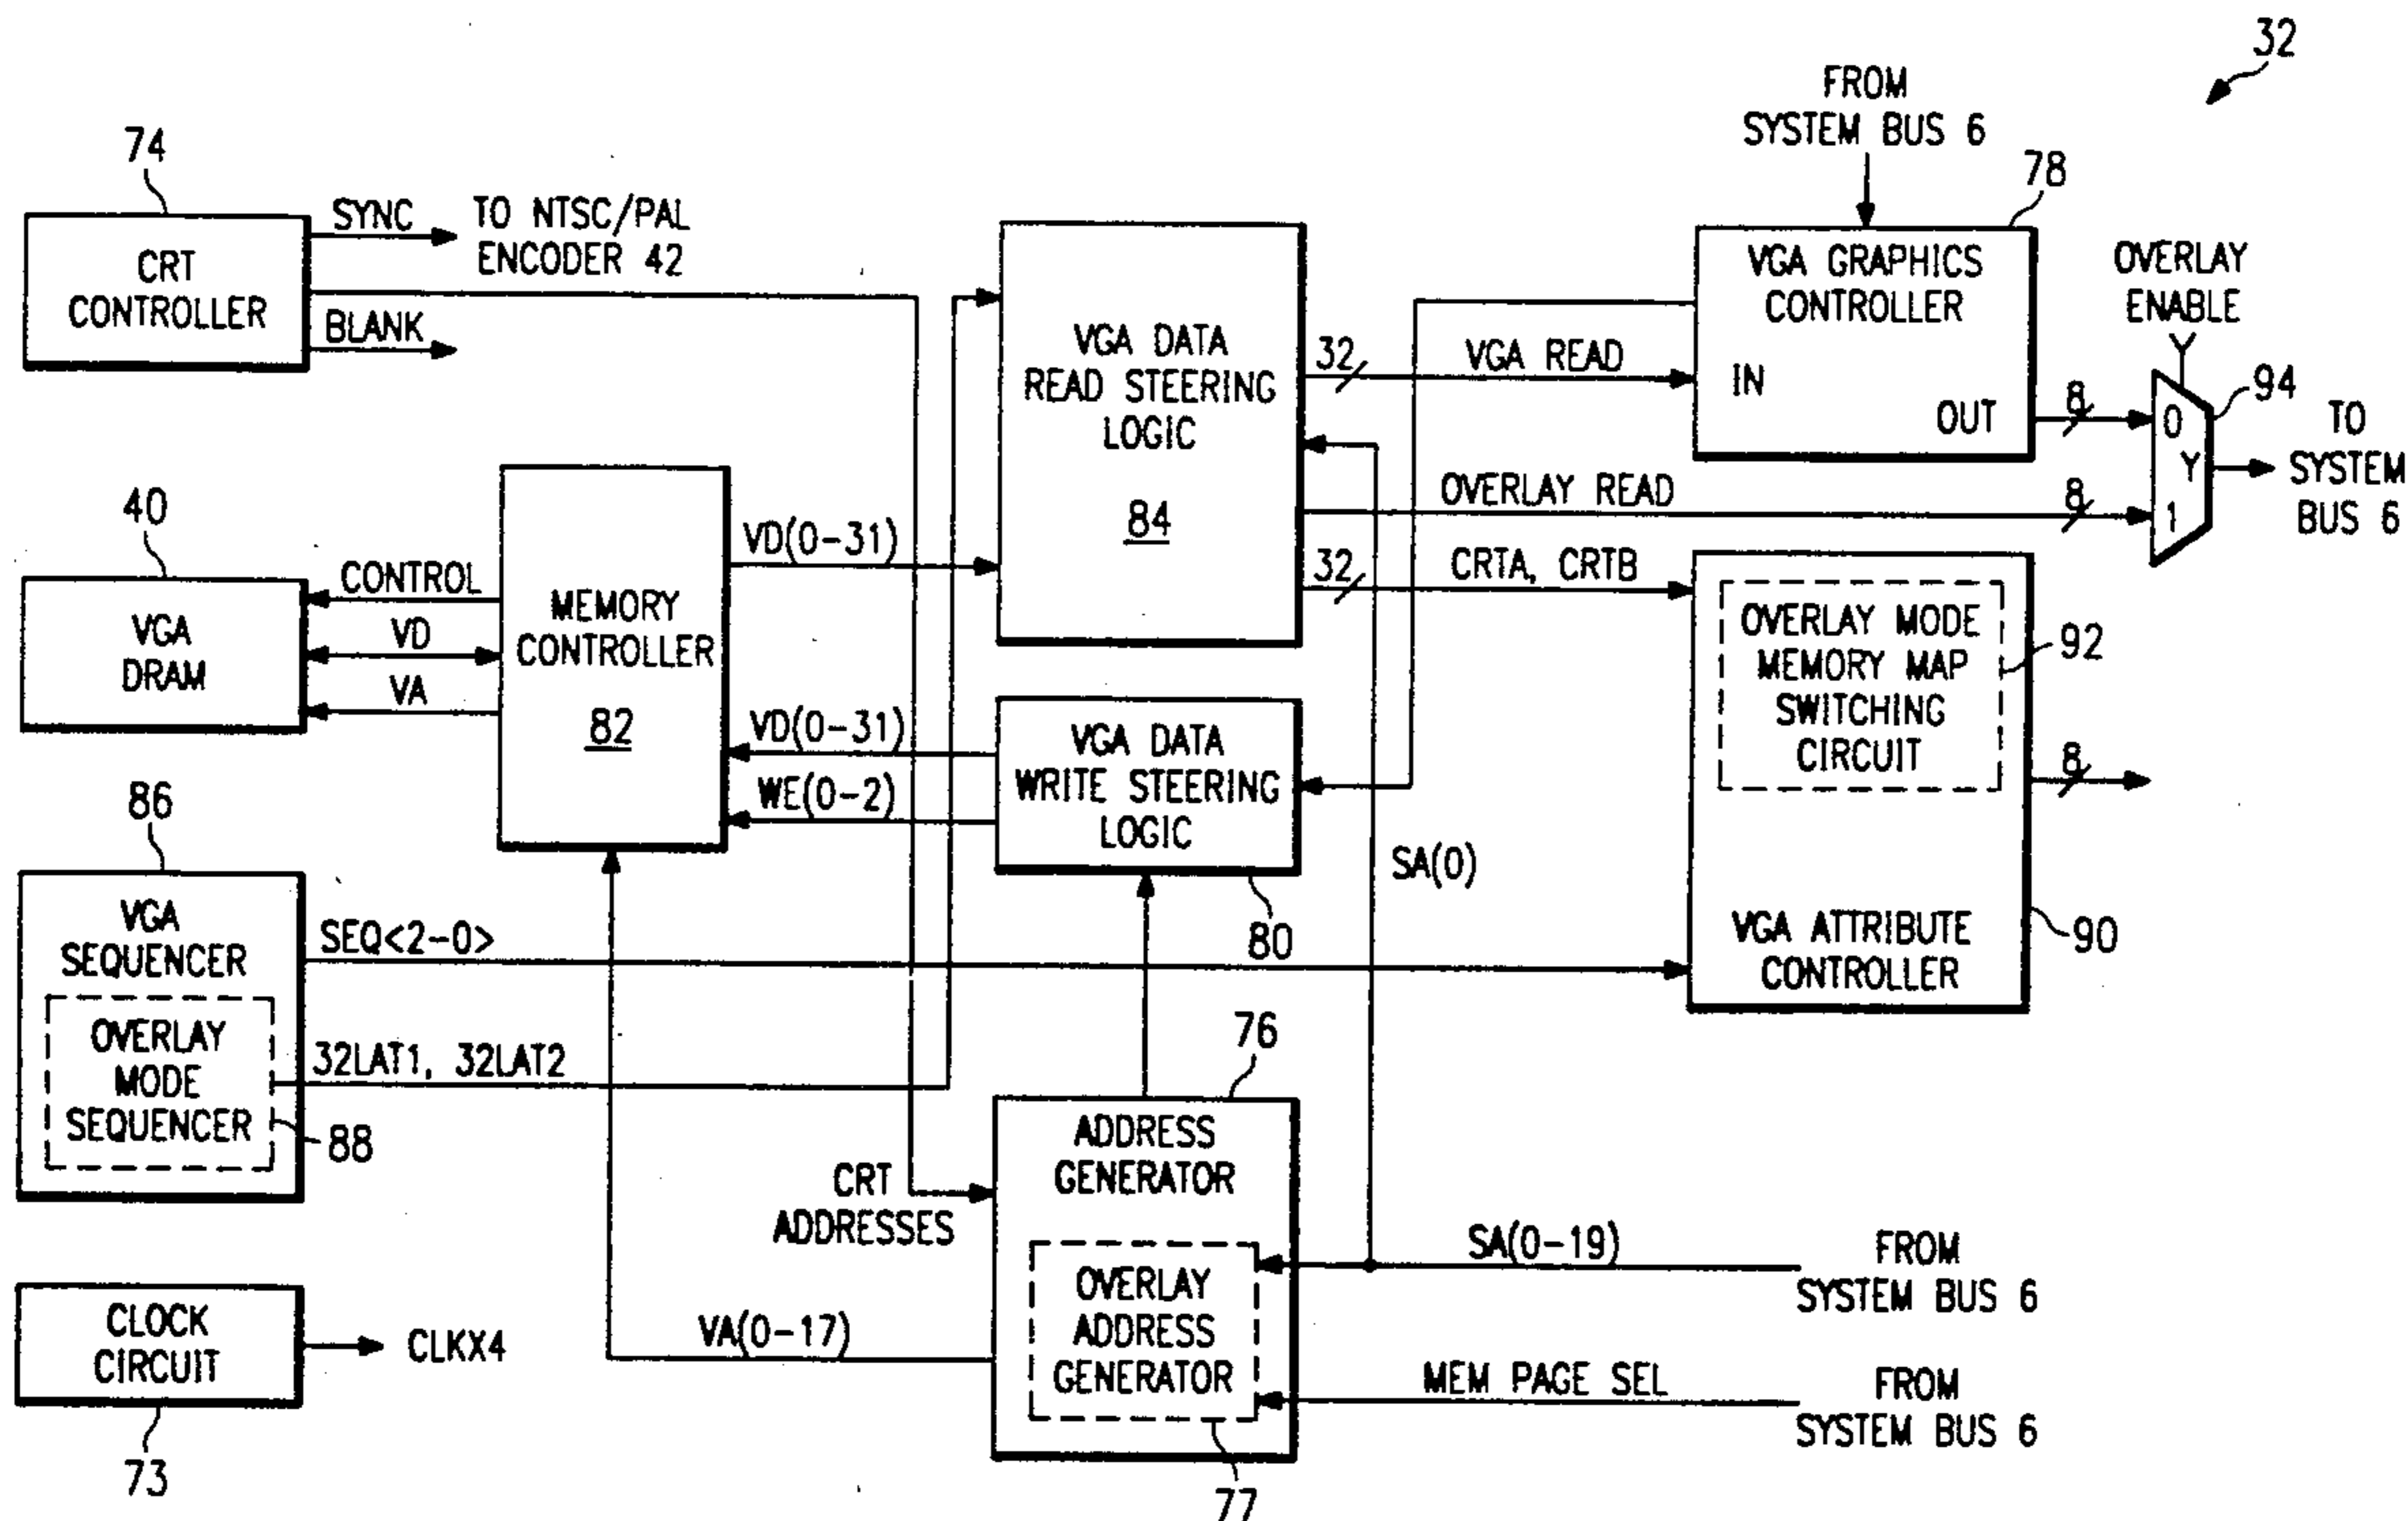 32
FROM
SYSTEM BUS 6
74
78
SYNC
TO NTSC/PAL
ENCODER 42
CRT
CONTROLLER
BLANK
VGA GRAPHICS
CONTROLLER
IN
OUT
OVERLAY
ENABLE
VGA DATA
READ STEERING
LOGIC
84
32
VGA READ
8
0
Y
1
94
TO
SYSTEM
BUS 6
OVERLAY READ
8
32
CRTA, CRTB
40
VGA
DRAM
CONTROL
VD
VA
MEMORY
CONTROLLER
82
VD(0-31)
VD(0-31)
WE(0-2)
VGA DATA
WRITE STEERING
LOGIC
80
OVERLAY MODE
MEMORY MAP
SWITCHING
CIRCUIT
92
8
VGA ATTRIBUTE
CONTROLLER
90
SA(0)
86
VGA
SEQUENCER
SEQ<2-0>
OVERLAY
MODE
SEQUENCER
88
32LAT1, 32LAT2
76
ADDRESS
GENERATOR
CRT
ADDRESSES
OVERLAY
ADDRESS
GENERATOR
77
SA(0-19)
FROM
SYSTEM BUS 6
MEM PAGE SEL
FROM
SYSTEM BUS 6
VA(0-17)
CLOCK
CIRCUIT
CLKX4
73